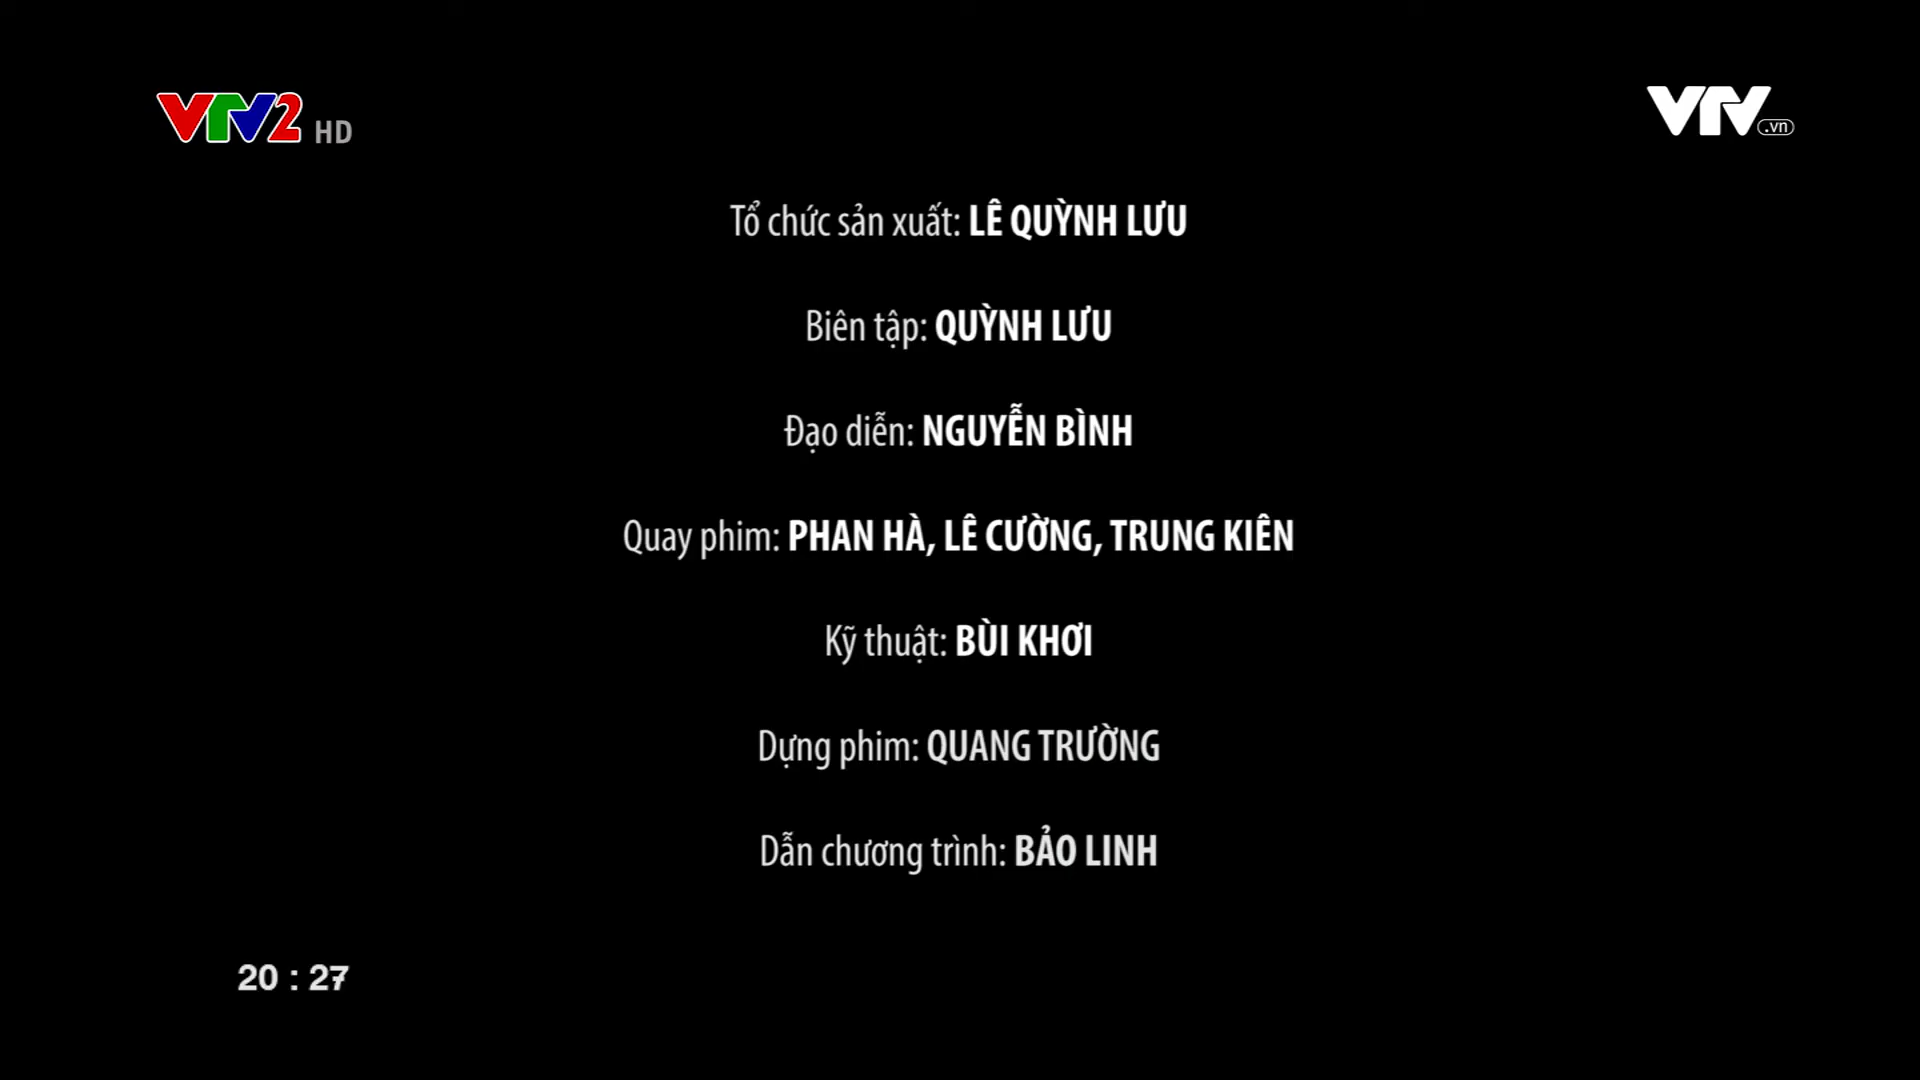 VTV2 HD
VTV.vn
Tổ chức sản xuất: LÊ QUỲNH LƯU
Biên tập: QUỲNH LƯU
Đạo diễn: NGUYỄN BÌNH
Quay phim: PHAN HÀ, LÊ CƯỜNG, TRUNG KIÊN
Kỹ thuật: BÙI KHƠI
Dựng phim: QUANG TRƯỜNG
Dẫn chương trình: BẢO LINH
20 : 27